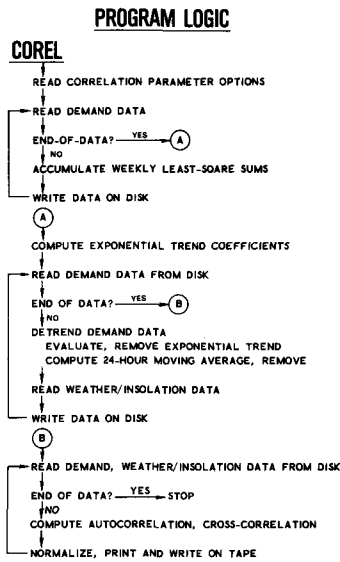 PROGRAM LOGIC
COREL
READ CORRELATION PARAMETER OPTIONS
READ DEMAND DATA
END-OF-DATA? YES A
NO
ACCUMULATE WEEKLY LEAST-SOARE SUMS
WRITE DATA ON DISK
A
COMPUTE EXPONENTIAL TREND COEFFICIENTS
READ DEMAND DATA FROM DISK
END OF DATA? YES B
NO
DETREND DEMAND DATA
EVALUATE, REMOVE EXPONENTIAL TREND
COMPUTE 24-HOUR MOVING AVERAGE, REMOVE
READ WEATHER/INSOLATION DATA
WRITE DATA ON DISK
B
READ DEMAND, WEATHER/INSOLATION DATA FROM DISK
END OF DATA? YES STOP
NO
COMPUTE AUTOCORRELATION, CROSS-CORRELATION
NORMALIZE, PRINT AND WRITE ON TAPE